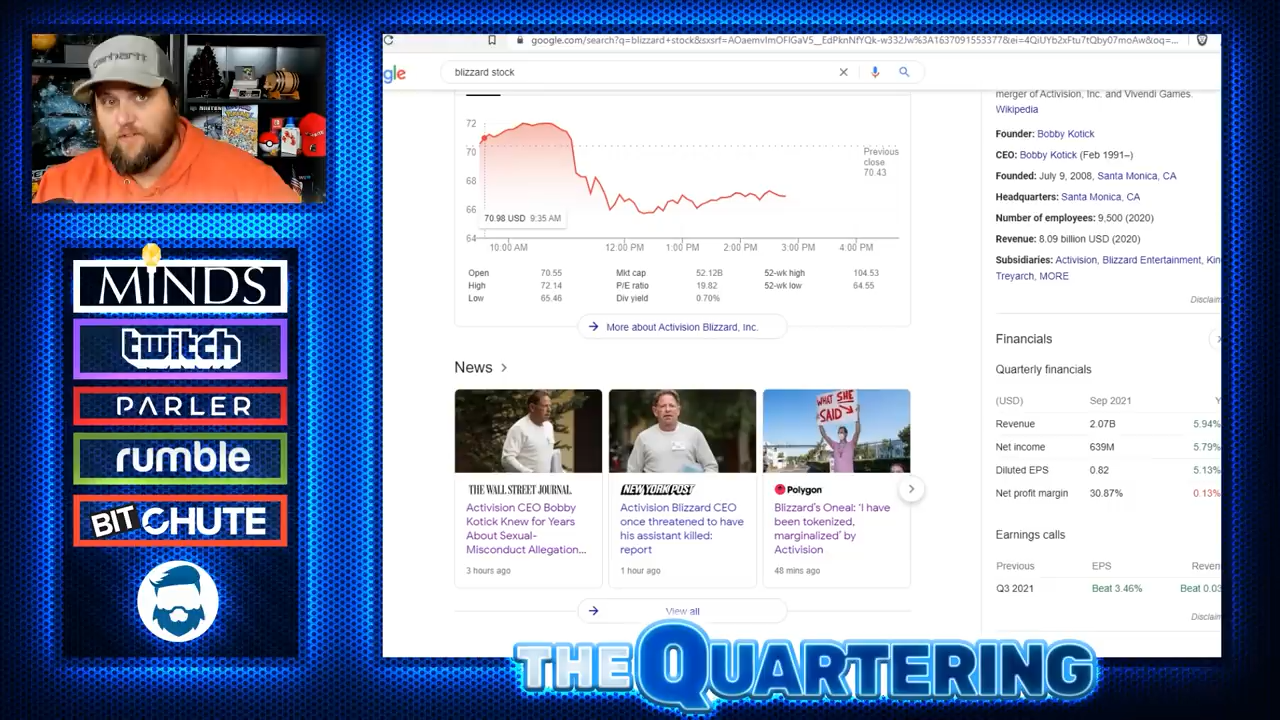 carhartt
MINDS
twitch
PARLER
rumble
BITCHUTE
google.com/search?q=blizzard+stock&sxsrf=AOaemvImOFIGaV5__EdPknNfYQk-w332Jw%3A1637091553377&ei=4QiUYb2xFtu7tQby07moAw&oq=...
gle
blizzard stock
72
70
68
66
64
Previous
close
70.43
70.98 USD 9:35 AM
10:00 AM 12:00 PM 1:00 PM 2:00 PM 3:00 PM 4:00 PM
Open 70.55 Mkt cap 52.12B 52-wk high 104.53
High 72.14 P/E ratio 19.82 52-wk low 64.55
Low 65.46 Div yield 0.70%
More about Activision Blizzard, Inc.
News
WHAT SHE
SAID
THE WALL STREET JOURNAL.
Activision CEO Bobby
Kotick Knew for Years
About Sexual-
Misconduct Allegation...
3 hours ago
NEW YORK POST
Activision Blizzard CEO
once threatened to have
his assistant killed:
report
1 hour ago
Polygon
Blizzard's Oneal: 'I have
been tokenized,
marginalized' by
Activision
48 mins ago
View all
merger of Activision, Inc. and Vivendi Games.
Wikipedia
Founder: Bobby Kotick
CEO: Bobby Kotick (Feb 1991–)
Founded: July 9, 2008, Santa Monica, CA
Headquarters: Santa Monica, CA
Number of employees: 9,500 (2020)
Revenue: 8.09 billion USD (2020)
Subsidiaries: Activision, Blizzard Entertainment, Kin
Treyarch, MORE
Disclaim
Financials
Quarterly financials
(USD) Sep 2021 Y
Revenue 2.07B 5.94%
Net income 639M 5.79%
Diluted EPS 0.82 5.13%
Net profit margin 30.87% 0.13%
Earnings calls
Previous EPS Reven
Q3 2021 Beat 3.46% Beat 0.03
Disclaim
THE QUARTERING